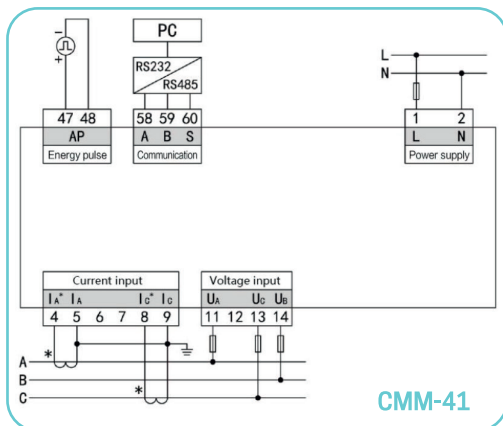 PC
−
+
RS232
RS485
L
N
47 48
58 59 60
1 2
AP
A B S
L N
Energy pulse
Communication
Power supply
Current input
Voltage input
IA* IA IC* IC
UA UC UB
4 5 6 7 8 9
11 12 13 14
*
A
B
*
C
CMM-41